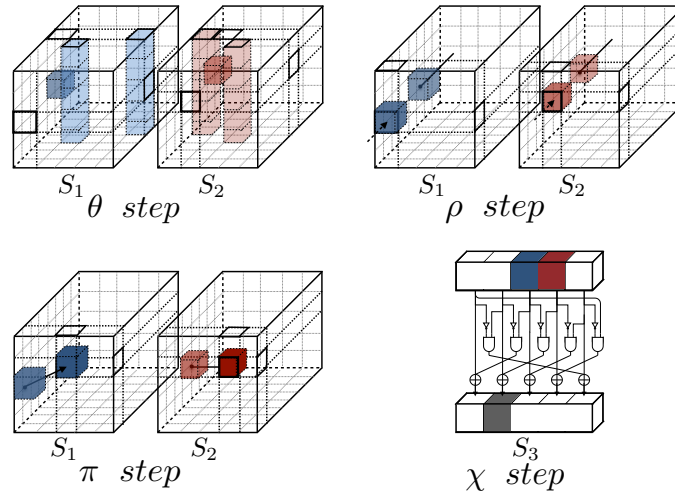 S₁ S₂
θ step
S₁ S₂
ρ step
S₁ S₂
π step
S₃
χ step